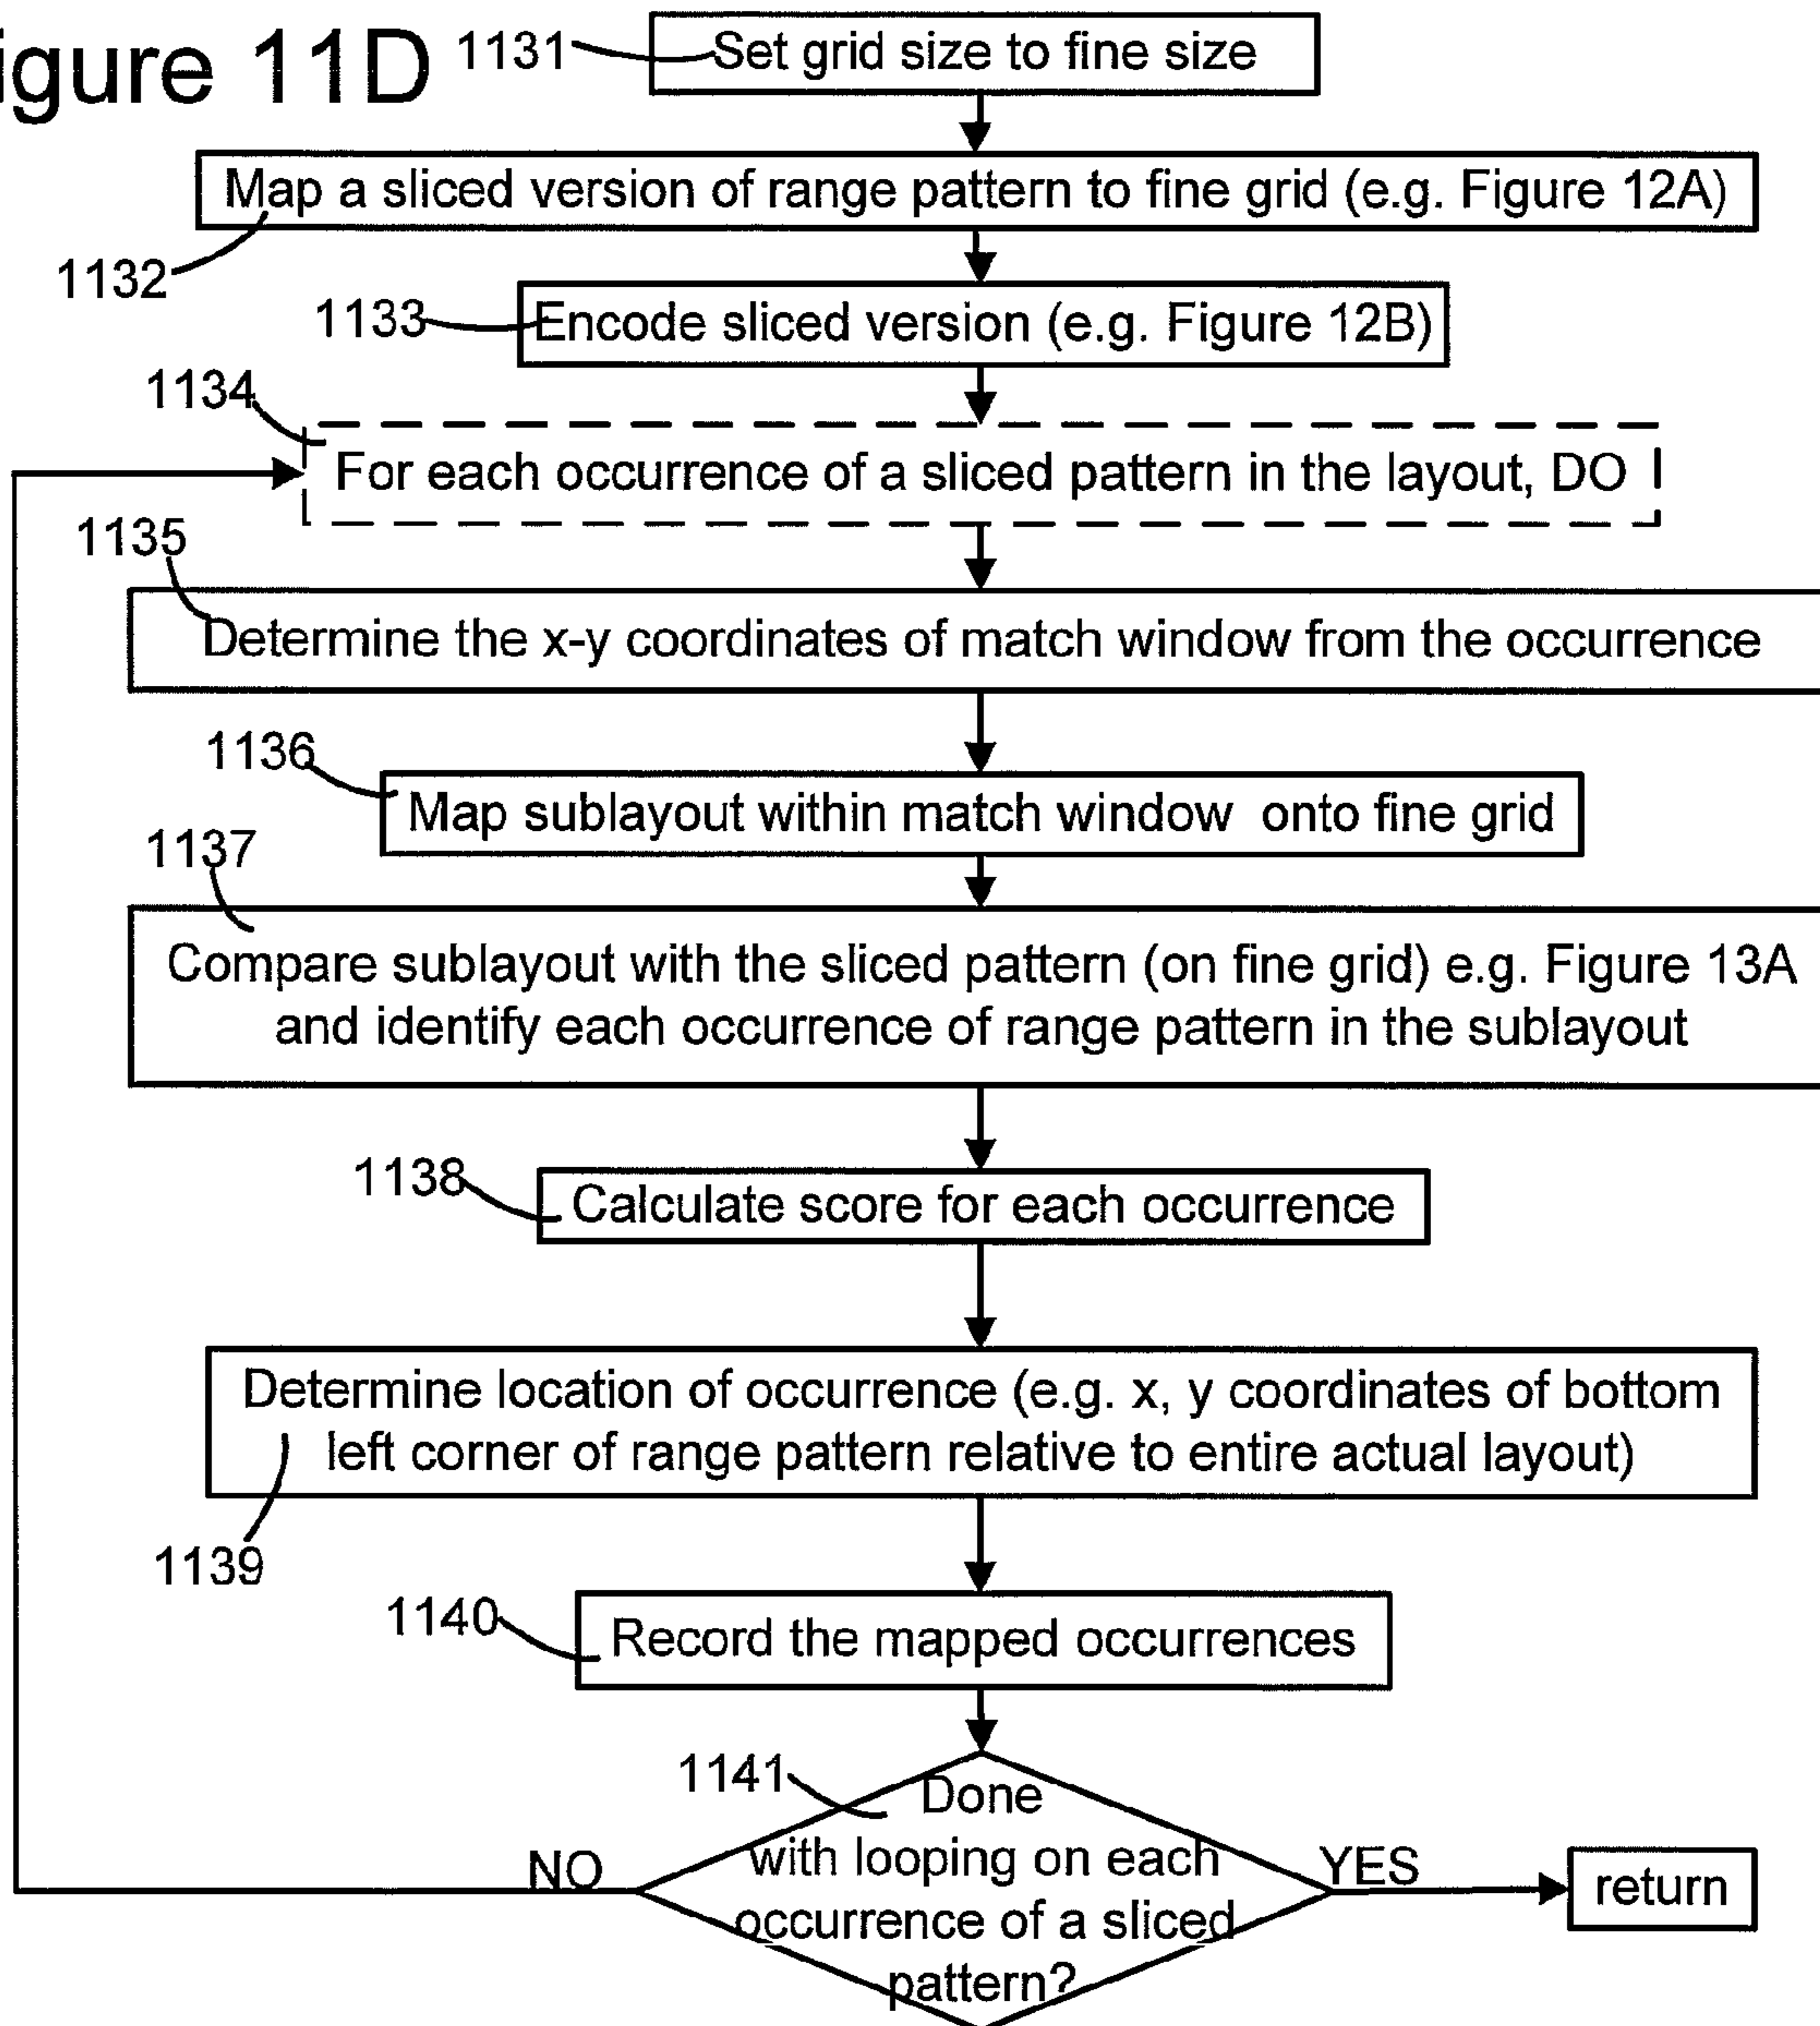 igure 11D
1131
Set grid size to fine size
Map a sliced version of range pattern to fine grid (e.g. Figure 12A)
1132
1133
Encode sliced version (e.g. Figure 12B)
1134
For each occurrence of a sliced pattern in the layout, DO
1135
Determine the x-y coordinates of match window from the occurrence
1136
Map sublayout within match window onto fine grid
1137
Compare sublayout with the sliced pattern (on fine grid) e.g. Figure 13A
and identify each occurrence of range pattern in the sublayout
1138
Calculate score for each occurrence
Determine location of occurrence (e.g. x, y coordinates of bottom
left corner of range pattern relative to entire actual layout)
1139
1140
Record the mapped occurrences
1141
Done
with looping on each
occurrence of a sliced
pattern?
NO
YES
return